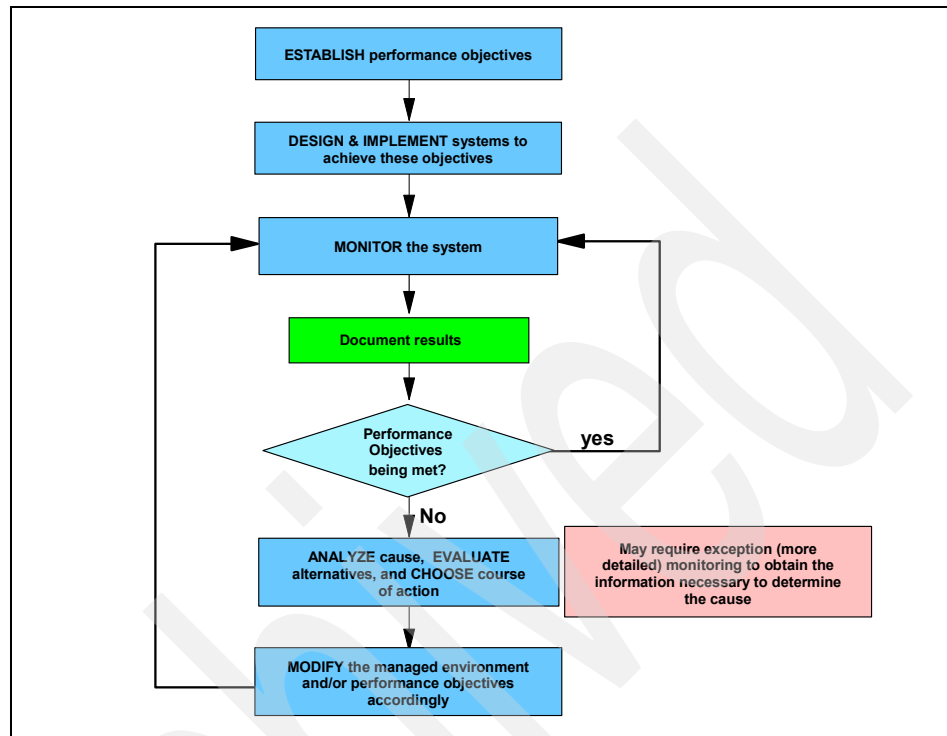 ESTABLISH performance objectives
DESIGN & IMPLEMENT systems to
achieve these objectives
MONITOR the system
Document results
Performance
Objectives
being met?
yes
No
ANALYZE cause, EVALUATE
alternatives, and CHOOSE course
of action
May require exception (more
detailed) monitoring to obtain the
information necessary to determine
the cause
MODIFY the managed environment
and/or performance objectives
accordingly
hived